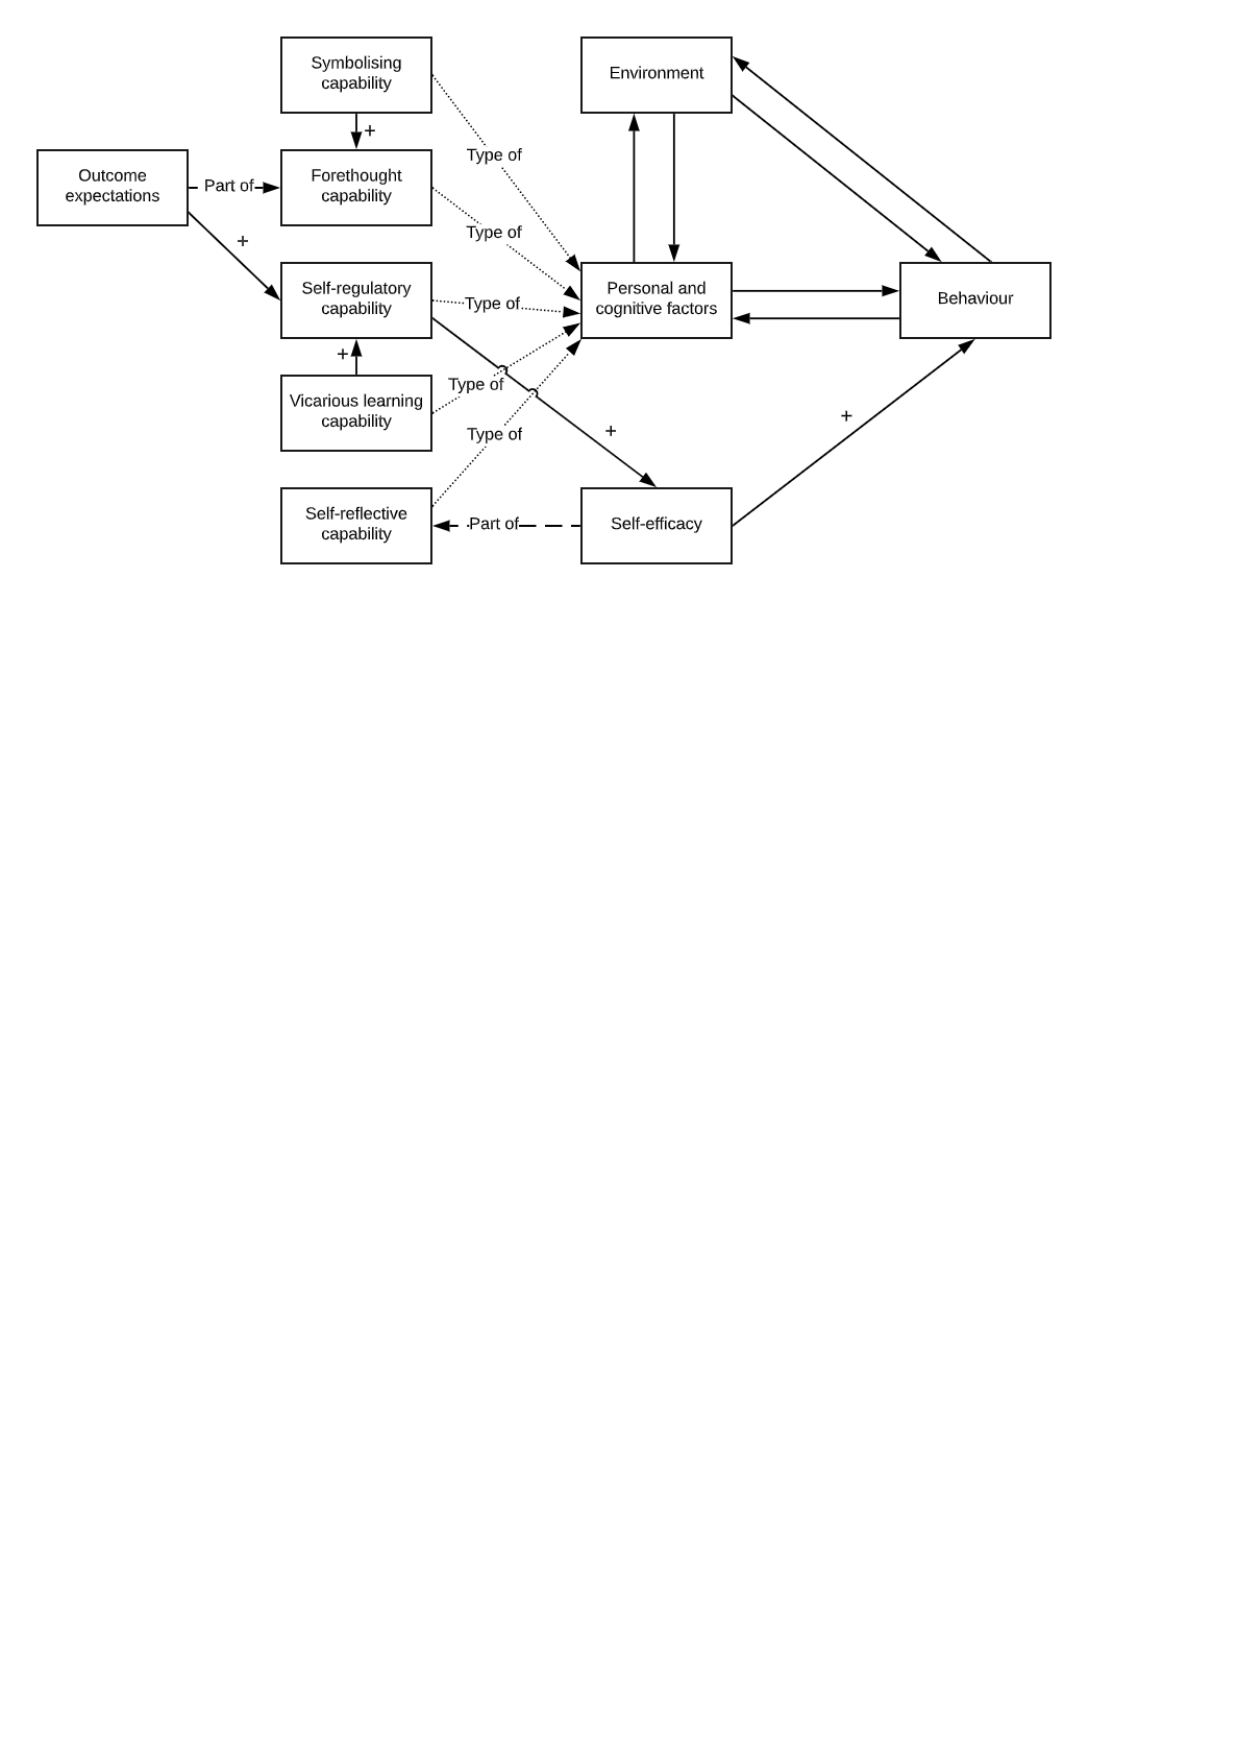 Symbolising
capability
Environment
+
Type of
Outcome
expectations
Part of
Forethought
capability
Type of
+
Self-regulatory
capability
Type of
Personal and
cognitive factors
Behaviour
+
Type of
Vicarious learning
capability
+
+
Type of
Self-reflective
capability
Part of
Self-efficacy